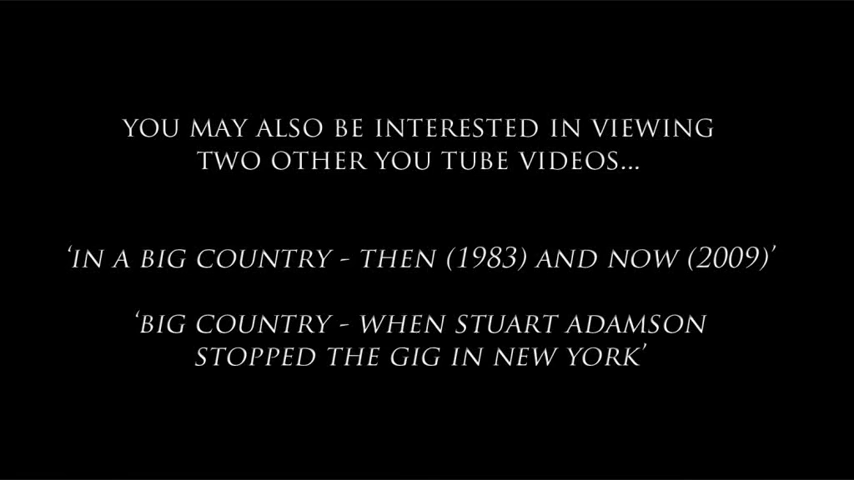 YOU MAY ALSO BE INTERESTED IN VIEWING
TWO OTHER YOU TUBE VIDEOS...
‘IN A BIG COUNTRY - THEN (1983) AND NOW (2009)’
‘BIG COUNTRY - WHEN STUART ADAMSON
STOPPED THE GIG IN NEW YORK’